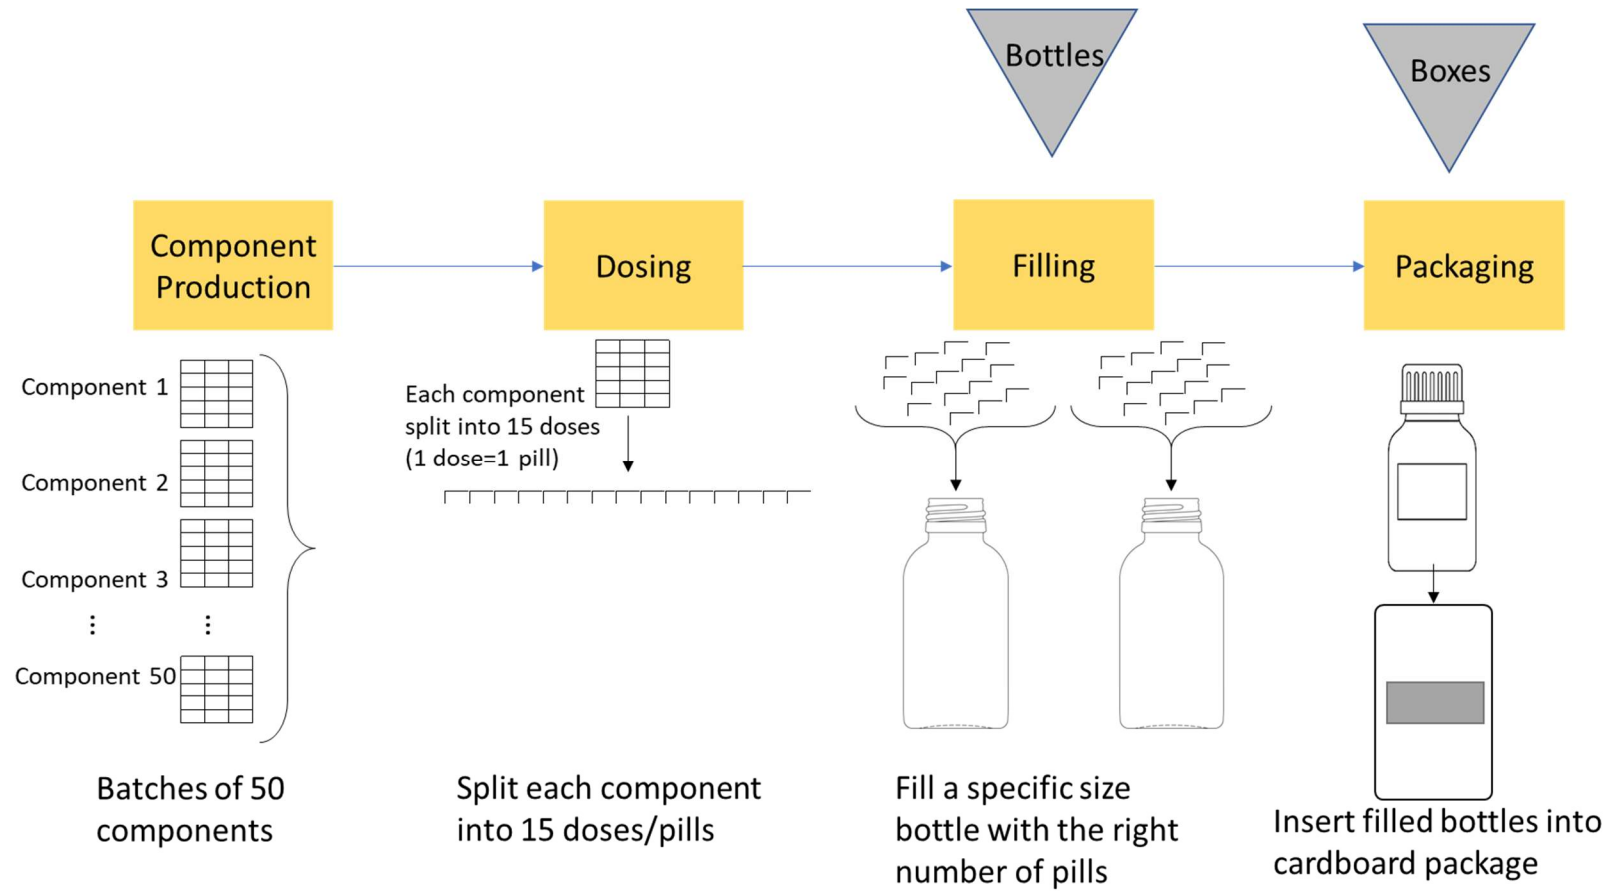 Bottles
Boxes
Component
Production
Dosing
Filling
Packaging
Component 1
Component 2
Component 3
Component 50
Each component
split into 15 doses
(1 dose=1 pill)
Batches of 50
components
Split each component
into 15 doses/pills
Fill a specific size
bottle with the right
number of pills
Insert filled bottles into
cardboard package